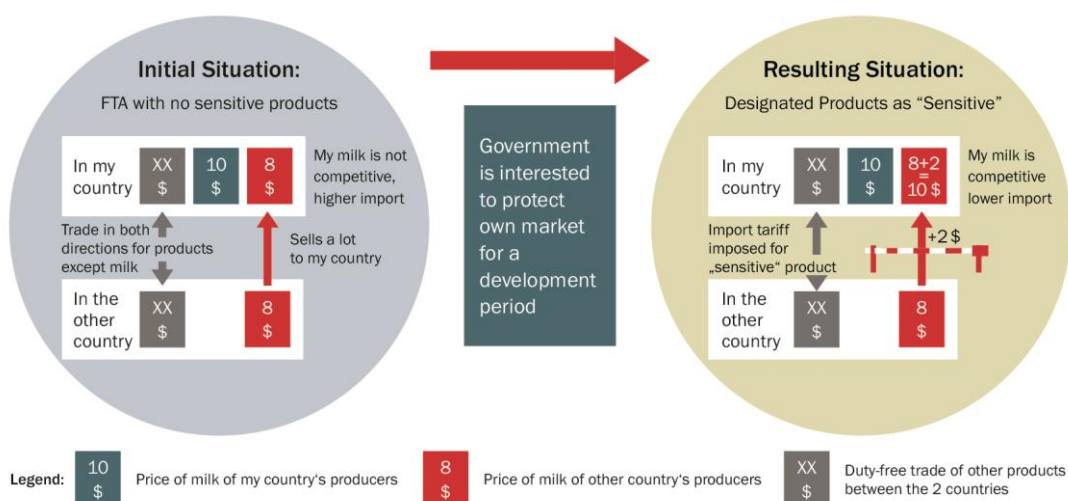 Initial Situation:
FTA with no sensitive products
In my
country
XX
$
10
$
8
$
My milk is not
competitive,
higher import
Trade in both
directions for products
except milk
Sells a lot
to my country
In the
other
country
XX
$
8
$
Government
is interested
to protect
own market
for a
development
period
Resulting Situation:
Designated Products as “Sensitive”
In my
country
XX
$
10
$
8+2
=
10 $
My milk is
competitive
lower import
Import tariff
imposed for
„sensitive“ product
+2 $
In the
other
country
XX
$
8
$
Legend:
10
$
Price of milk of my country‘s producers
8
$
Price of milk of other country‘s producers
XX
$
Duty-free trade of other products
between the 2 countries